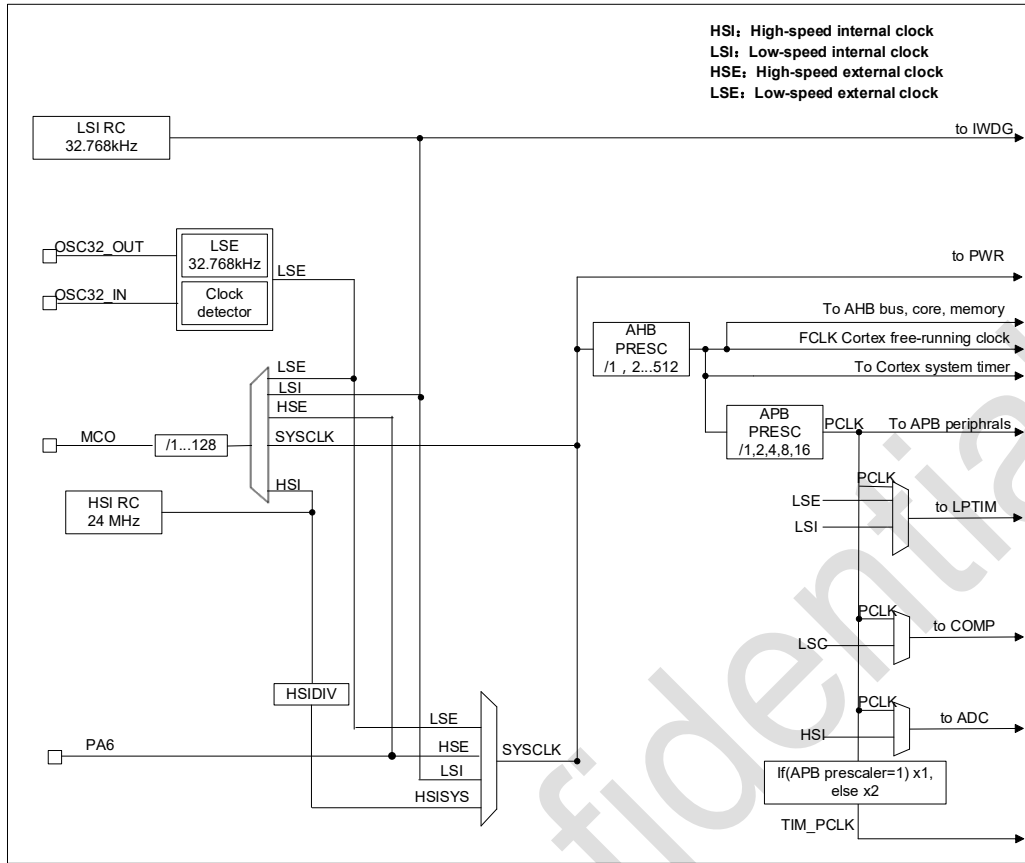 HSI：High-speed internal clock
LSI：Low-speed internal clock
HSE：High-speed external clock
LSE：Low-speed external clock
LSI RC
32.768kHz
to IWDG
OSC32_OUT
LSE
32.768kHz
LSE
OSC32_IN
Clock
detector
to PWR
To AHB bus, core, memory
AHB
PRESC
/1 , 2...512
FCLK Cortex free-running clock
To Cortex system timer
LSE
LSI
HSE
MCO
/1...128
SYSCLK
HSI
APB
PRESC
/1,2,4,8,16
PCLK
To APB periphrals
HSI RC
24 MHz
PCLK
LSE
LSI
to LPTIM
PCLK
LSC
to COMP
HSIDIV
PCLK
HSI
to ADC
PA6
LSE
HSE
LSI
HSISYS
SYSCLK
If(APB prescaler=1) x1,
else x2
TIM_PCLK
fidential